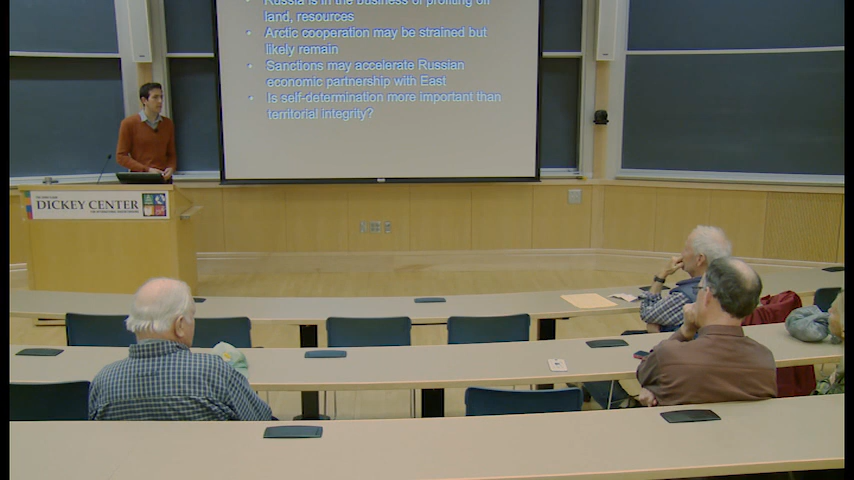 Russia is in the business of profiting off
land, resources
• Arctic cooperation may be strained but
likely remain
• Sanctions may accelerate Russian
economic partnership with East
• Is self-determination more important than
territorial integrity?
DICKEY CENTER